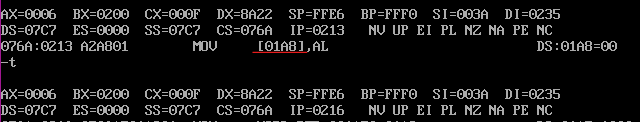 AX=0006  BX=0200  CX=000F  DX=8A22  SP=FFE6  BP=FFF0  SI=003A  DI=0235
DS=07C7  ES=0000  SS=07C7  CS=076A  IP=0213   NV UP EI PL NZ NA PE NC
076A:0213 A2A801        MOV     [01A8],AL                          DS:01A8=00
-t
AX=0006  BX=0200  CX=000F  DX=8A22  SP=FFE6  BP=FFF0  SI=003A  DI=0235
DS=07C7  ES=0000  SS=07C7  CS=076A  IP=0216   NV UP EI PL NZ NA PE NC